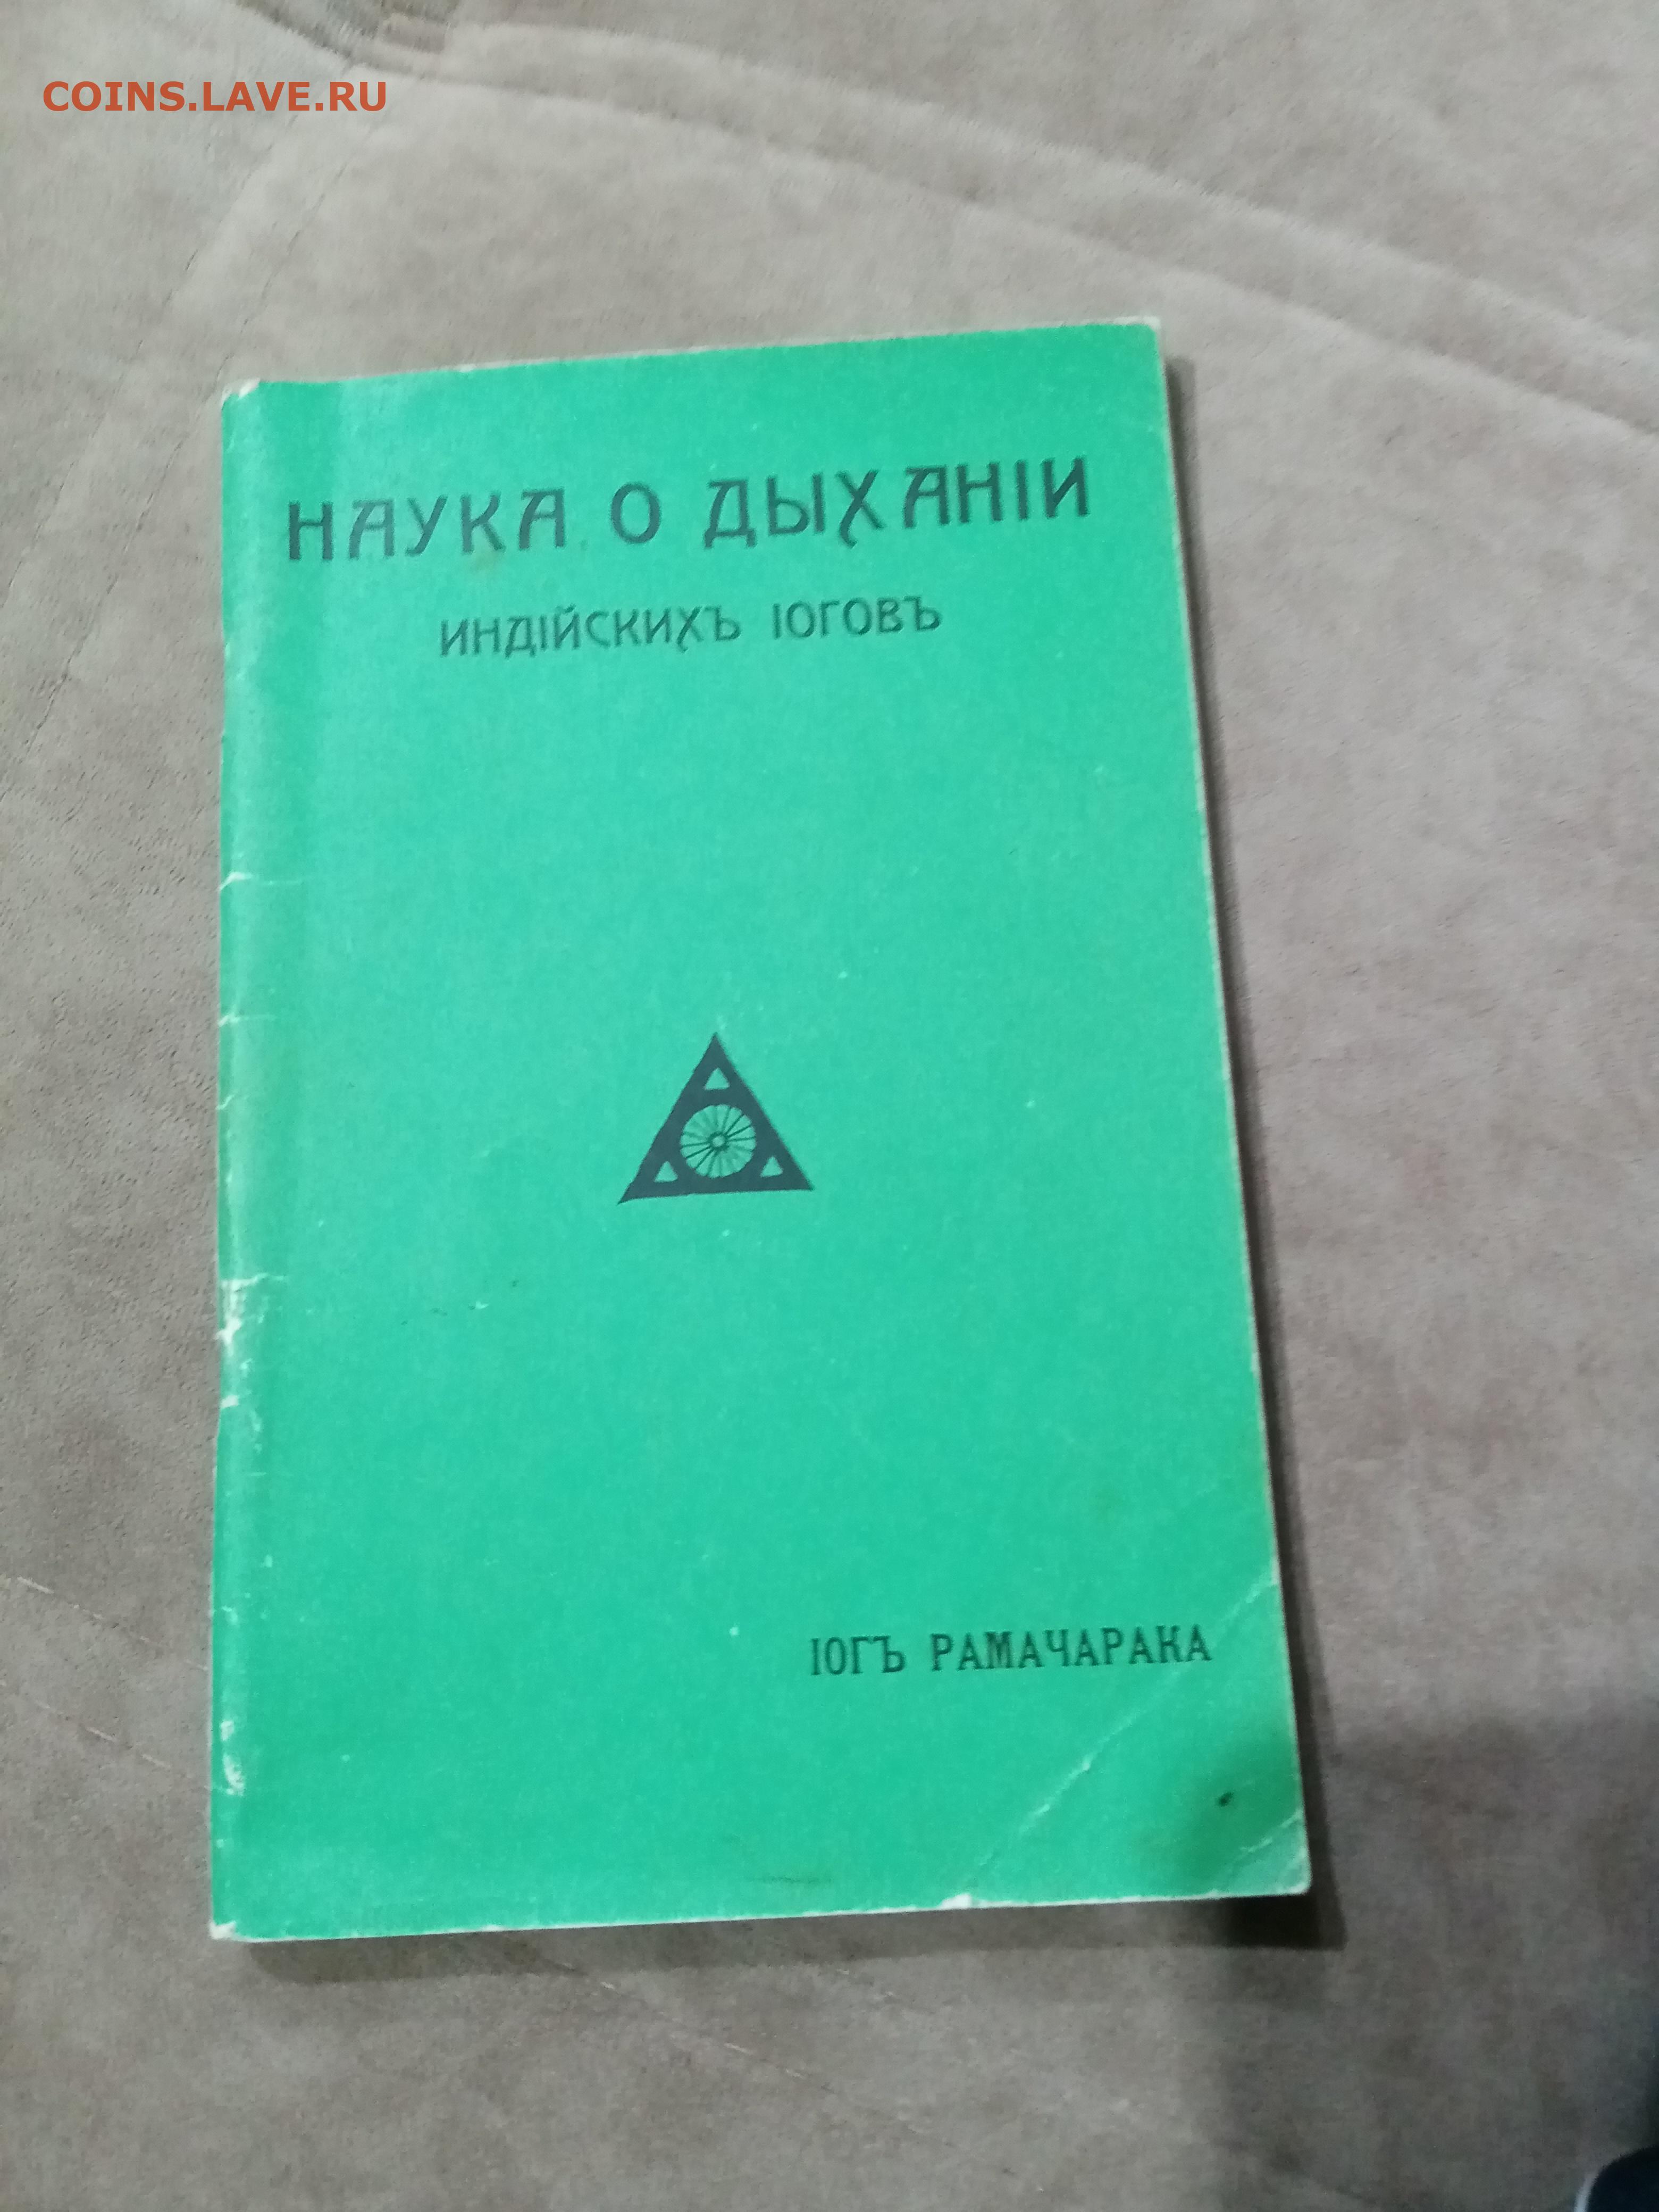 COINS.LAVE.RU
НАУКА О ДЫХАНІИ
ИНДІЙСКИХЪ ІОГОВЪ
ІОГЪ РАМАЧАРАКА